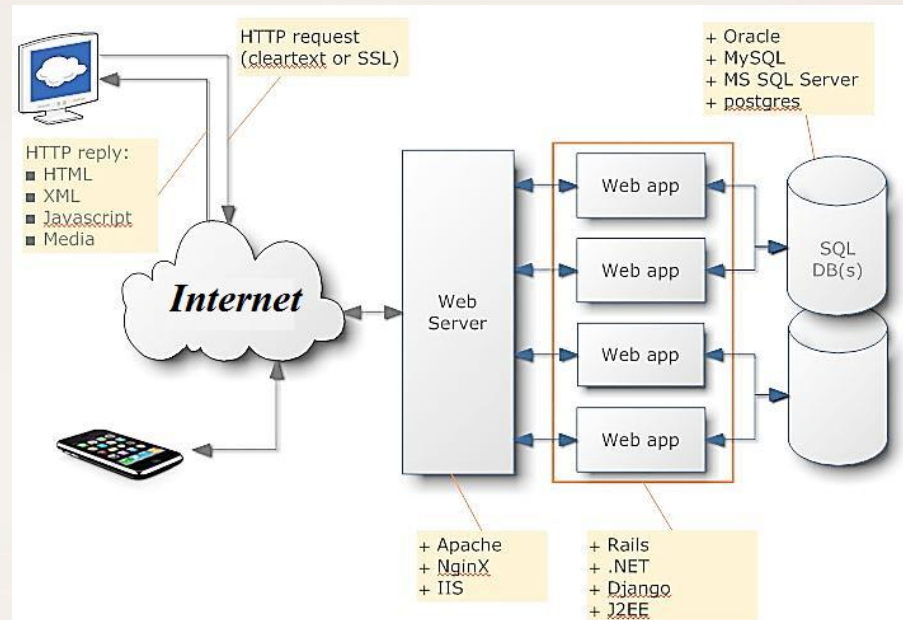 HTTP request
(cleartext or SSL)
+ Oracle
+ MySQL
+ MS SQL Server
+ postgres
HTTP reply:
■ HTML
■ XML
■ Javascript
■ Media
Internet
Web
Server
Web app
Web app
Web app
Web app
SQL
DB(s)
+ Apache
+ NginX
+ IIS
+ Rails
+ .NET
+ Django
+ J2EE